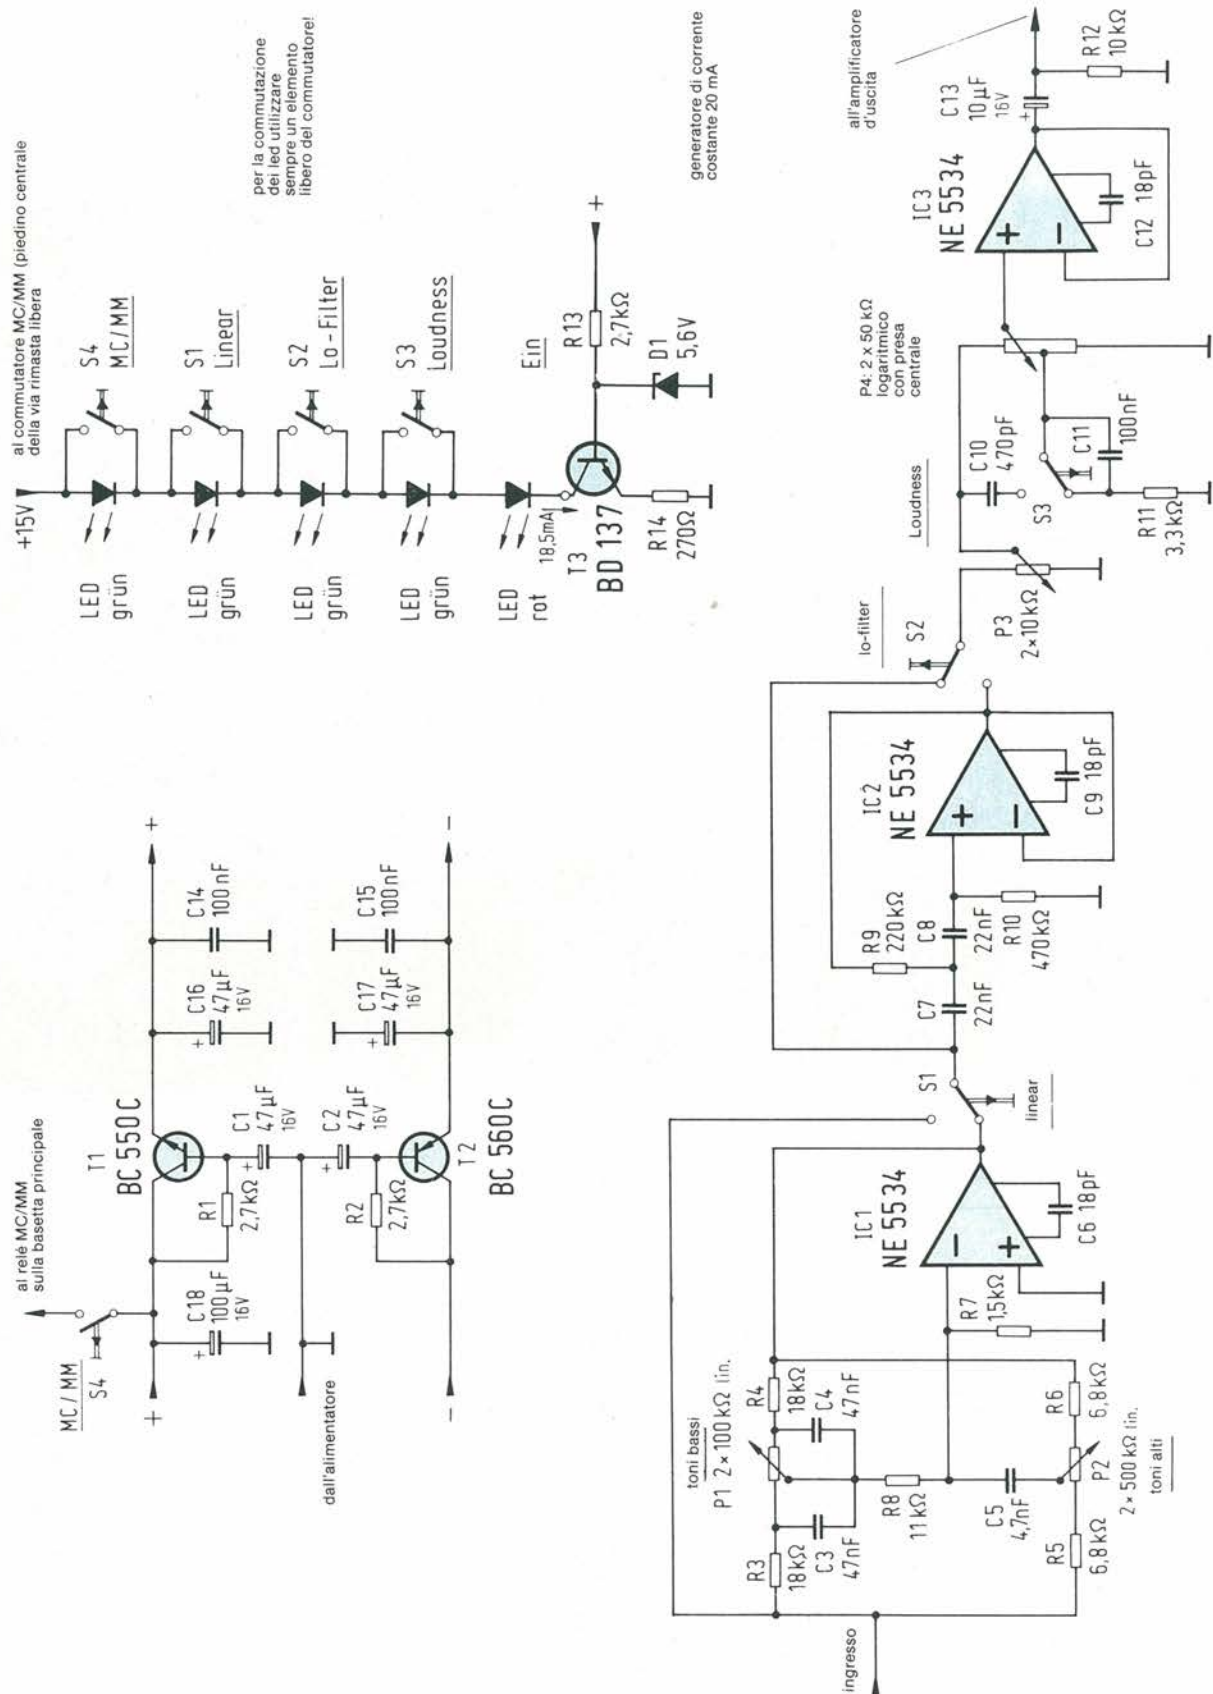 al relé MC/MM
sulla basetta principale
MC/MM
S4
+
C18
100µF
16V
+
R1
2,7kΩ
T1
BC 550 C
C1
47µF
16V
+
C16
47µF
16V
+
C14
100nF
+
dall'alimentatore
R2
2,7kΩ
C2
47µF
16V
+
C17
47µF
16V
+
C15
100nF
T2
BC 560 C
−
−
al commutatore MC/MM (piedino centrale
della via rimasta libera
+15V
LED
grün
S4
MC/MM
LED
grün
S1
Linear
LED
grün
S2
Lo-Filter
LED
grün
S3
Loudness
LED
rot
Ein
18,5mA
T3
BD 137
R13
2,7kΩ
+
R14
270Ω
D1
5,6V
per la commutazione
dei led utilizzare
sempre un elemento
libero del commutatore!
generatore di corrente
costante 20 mA
ingresso
toni bassi
P1 2×100kΩ lin.
R3
18kΩ
C3
47nF
R4
18kΩ
C4
47nF
R8
11kΩ
C5
4,7nF
R5
6,8kΩ
P2
2×500 kΩ lin.
toni alti
R6
6,8kΩ
R7
1,5kΩ
IC1
NE 5534
−
+
C6 18pF
S1
linear
C7
22nF
R9
220kΩ
C8
22nF
R10
470kΩ
IC2
NE 5534
+
−
C9 18pF
lo-filter
S2
P3
2×10kΩ
Loudness
C10
470pF
S3
C11
100nF
R11
3,3kΩ
P4: 2 x 50 kΩ
logaritmico
con presa
centrale
IC3
NE 5534
+
−
C12 18pF
C13
10µF
16V
+
R12
10kΩ
all'amplificatore
d'uscita